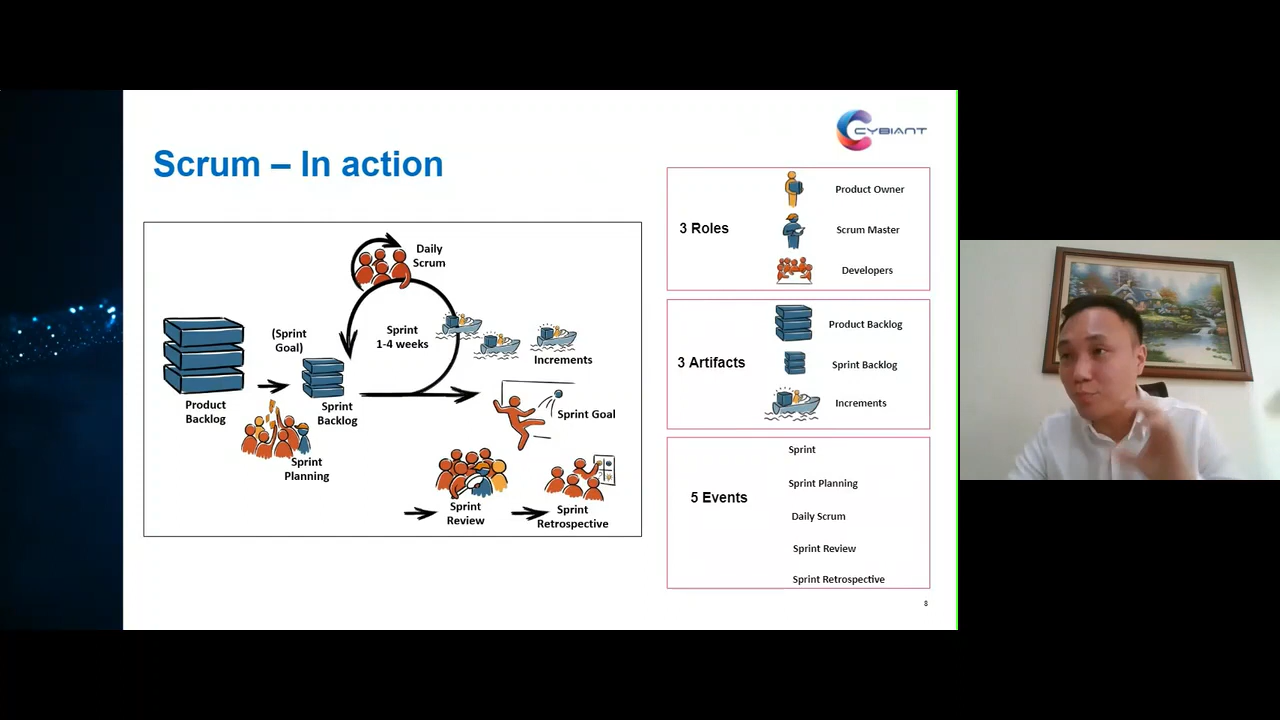 CYBIANT
Scrum – In action
Daily
Scrum
(Sprint
Goal)
Sprint
1-4 weeks
Increments
Product
Backlog
Sprint
Backlog
Sprint Goal
Sprint
Planning
Sprint
Review
Sprint
Retrospective
3 Roles
Product Owner
Scrum Master
Developers
3 Artifacts
Product Backlog
Sprint Backlog
Increments
5 Events
Sprint
Sprint Planning
Daily Scrum
Sprint Review
Sprint Retrospective
8